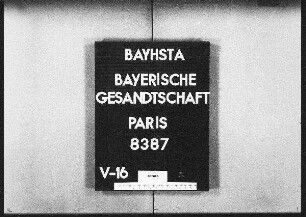 BAYHSTA
BAYERISCHE
GESANDTSCHAFT
PARIS
8387
V-16